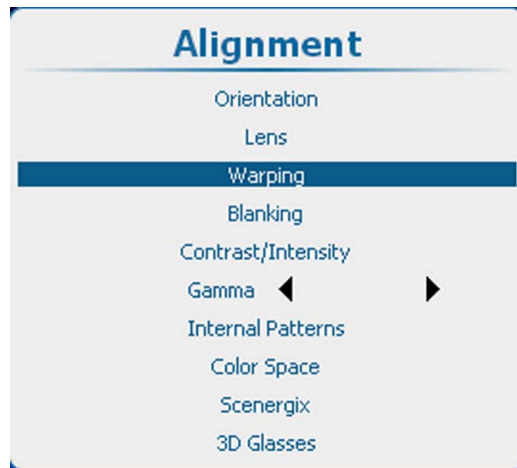 Alignment
Orientation
Lens
Warping
Blanking
Contrast/Intensity
Gamma
Internal Patterns
Color Space
Scenergix
3D Glasses